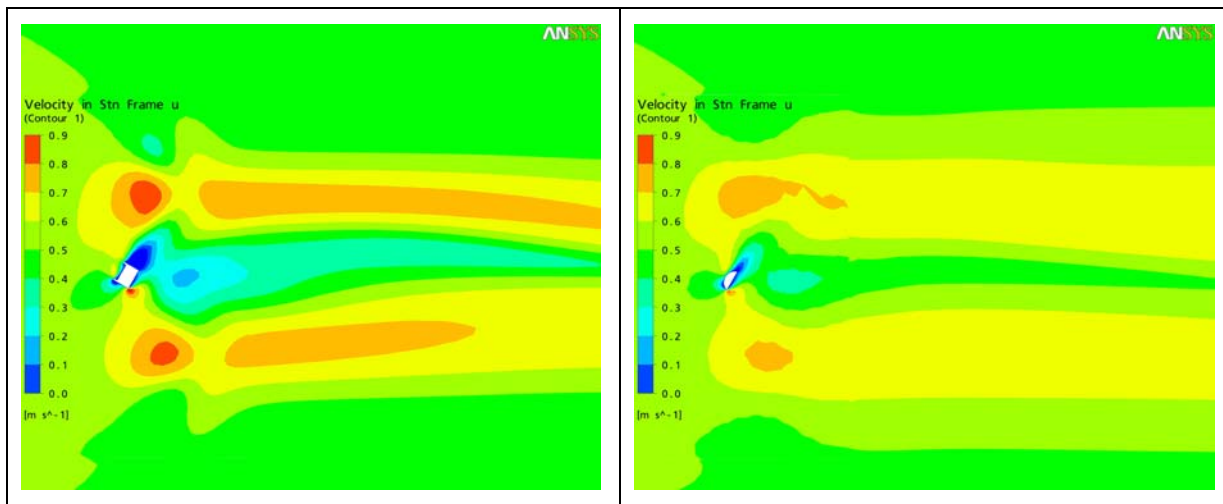 ANSYS
Velocity in Stn Frame u
(Contour 1)
0.9
0.8
0.7
0.6
0.5
0.4
0.3
0.2
0.1
0.0
[m s^-1]
ANSYS
Velocity in Stn Frame u
(Contour 1)
0.9
0.8
0.7
0.6
0.5
0.4
0.3
0.2
0.1
0.0
[m s^-1]